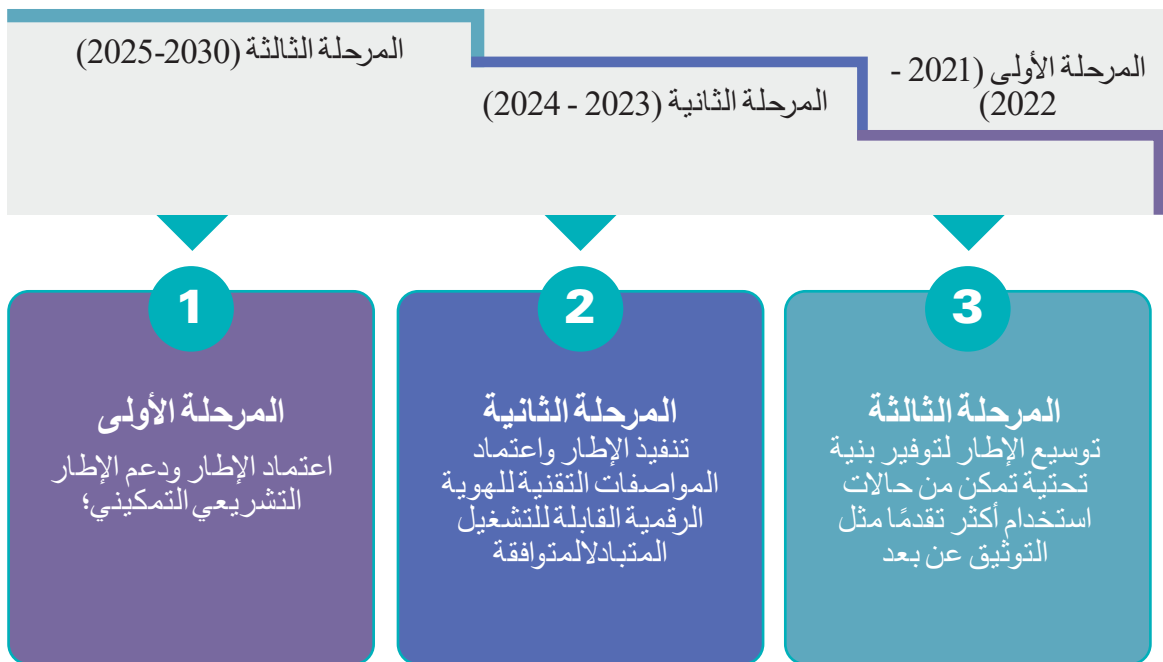 المرحلة الأولى (2021 -
2022)
المرحلة الثانية (2023 - 2024)
المرحلة الثالثة (2025-2030)
1
المرحلة الأولى
اعتماد الإطار ودعم الإطار
التشريعي التمكيني؛
2
المرحلة الثانية
تنفيذ الإطار واعتماد
المواصفات التقنية للهوية
الرقمية القابلة للتشغيل
المتبادلالمتوافقة
3
المرحلة الثالثة
توسيع الإطار لتوفير بنية
تحتية تمكن من حالات
استخدام أكثر تقدمًا مثل
التوثيق عن بعد